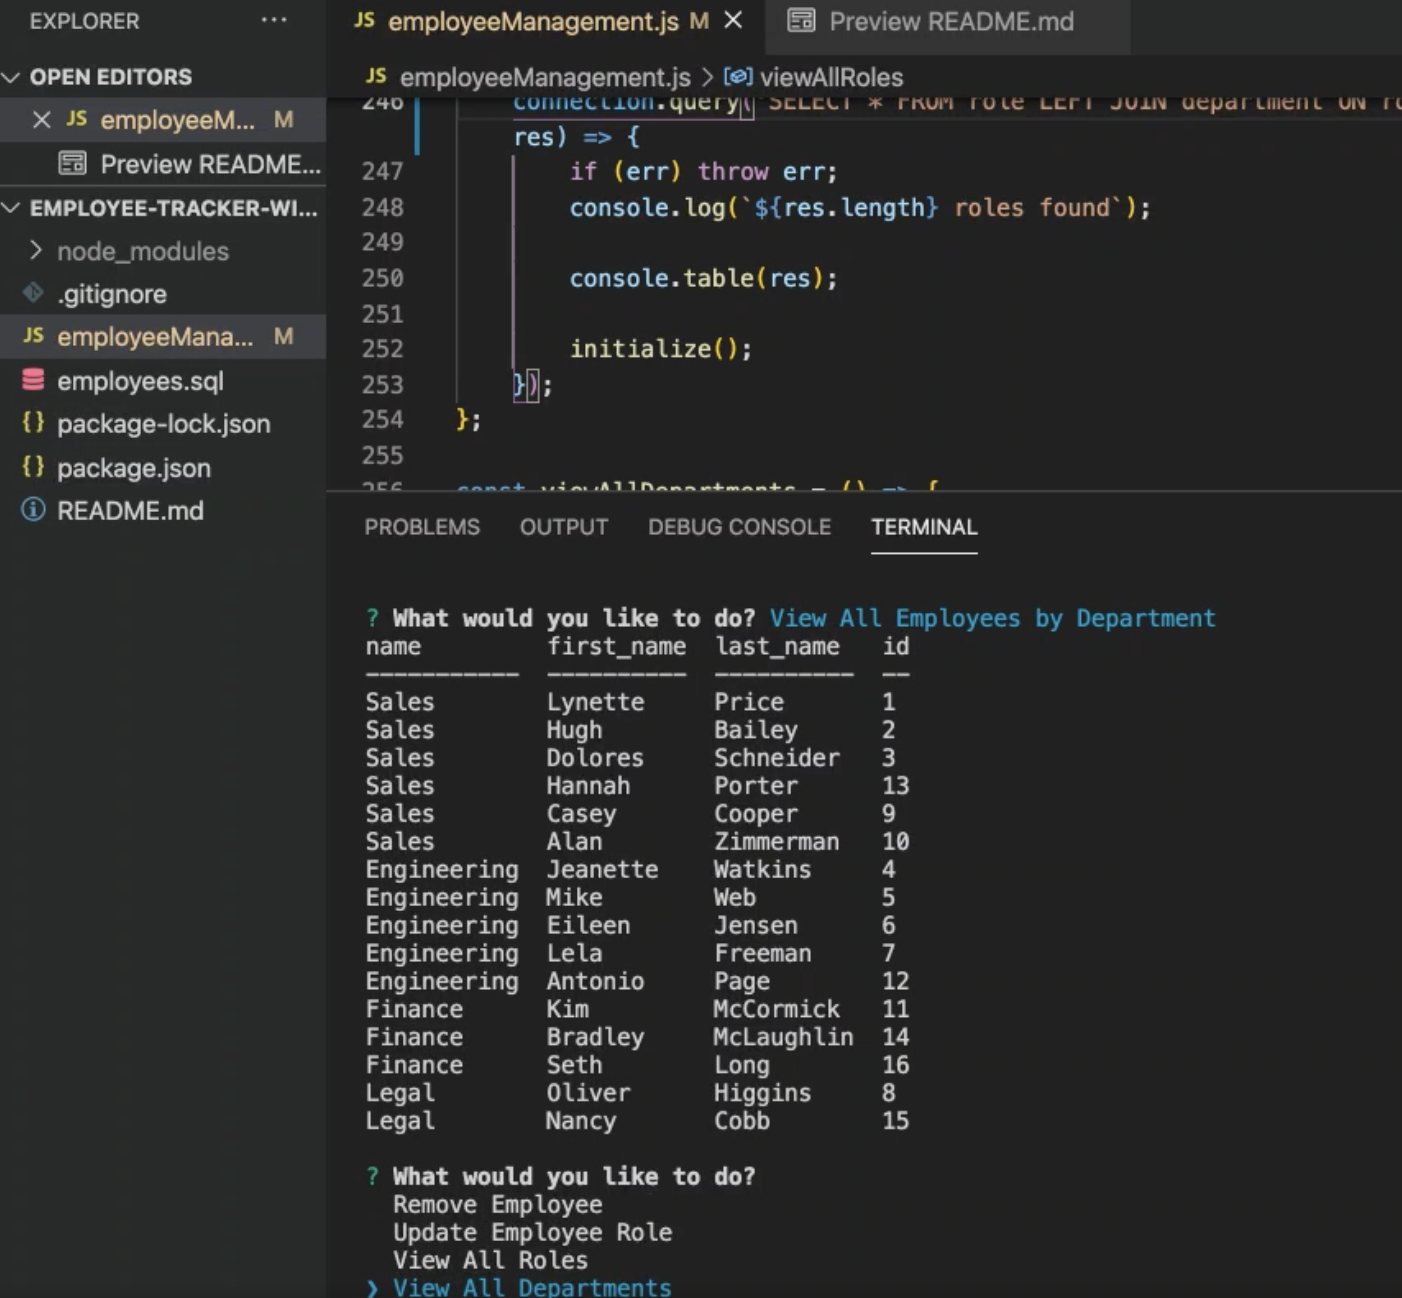 EXPLORER ···
OPEN EDITORS
JS employeeM... M
Preview README...
EMPLOYEE-TRACKER-WI...
node_modules
.gitignore
JS employeeMana... M
employees.sql
{} package-lock.json
{} package.json
README.md
JS employeeManagement.js M
Preview README.md
JS employeeManagement.js > viewAllRoles
246 connection.query(`SELECT * FROM role LEFT JOIN department ON
res) => {
247 if (err) throw err;
248 console.log(`${res.length} roles found`);
249
250 console.table(res);
251
252 initialize();
253 });
254 };
255
256 const viewAllDepartments = () => {
PROBLEMS OUTPUT DEBUG CONSOLE TERMINAL
? What would you like to do? View All Employees by Department
name first_name last_name id
----------- ---------- ---------- --
Sales Lynette Price 1
Sales Hugh Bailey 2
Sales Dolores Schneider 3
Sales Hannah Porter 13
Sales Casey Cooper 9
Sales Alan Zimmerman 10
Engineering Jeanette Watkins 4
Engineering Mike Web 5
Engineering Eileen Jensen 6
Engineering Lela Freeman 7
Engineering Antonio Page 12
Finance Kim McCormick 11
Finance Bradley McLaughlin 14
Finance Seth Long 16
Legal Oliver Higgins 8
Legal Nancy Cobb 15
? What would you like to do?
Remove Employee
Update Employee Role
View All Roles
❯ View All Departments